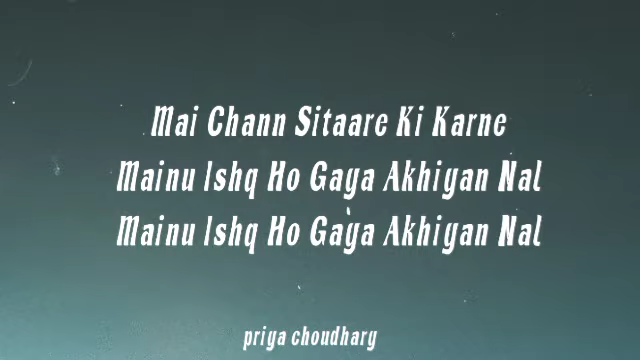 Mai Chann Sitaare Ki Karne
Mainu Ishq Ho Gaya Akhiyan Nal
Mainu Ishq Ho Gaya Akhiyan Nal
priya choudhary